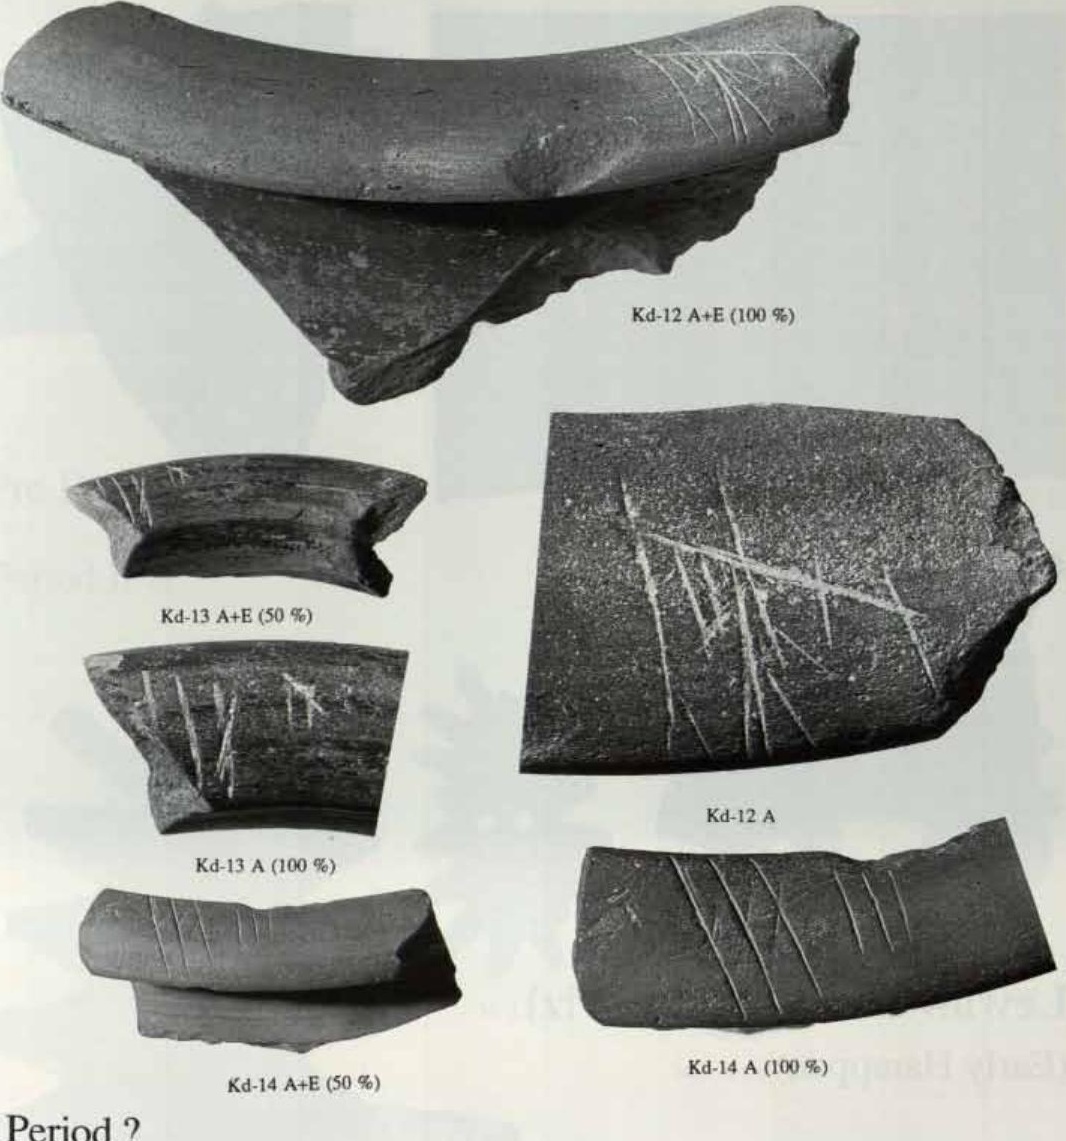 Kd-12 A+E (100 %)
Kd-13 A+E (50 %)
Kd-12 A
Kd-13 A (100 %)
Kd-14 A+E (50 %)
Kd-14 A (100 %)
Period ?